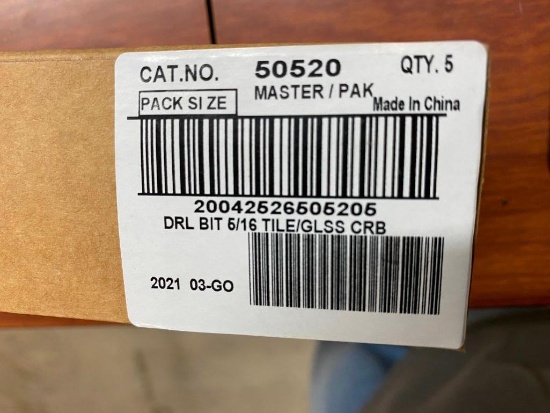 CAT.NO. 50520 QTY. 5
PACK SIZE MASTER / PAK Made In China
20042526505205
DRL BIT 5/16 TILE/GLSS CRB
2021 03-GO